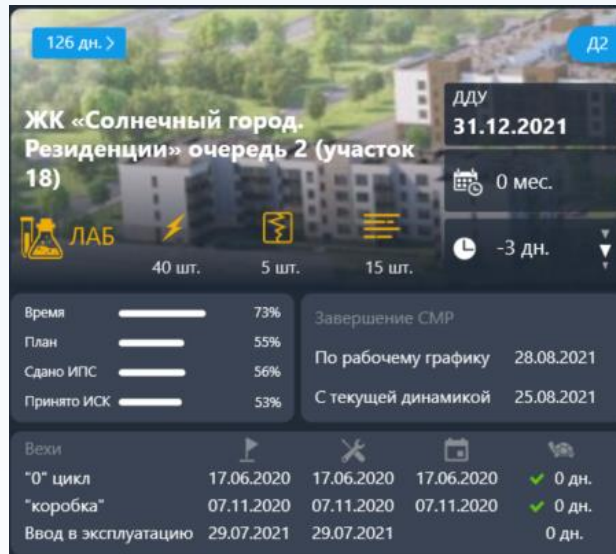 126 дн. >
Д2
ЖК «Солнечный город.
Резиденции» очередь 2 (участок
18)
ДДУ
31.12.2021
0 мес.
-3 дн.
ЛАБ
40 шт.
5 шт.
15 шт.
Время 73%
План 55%
Сдано ИПС 56%
Принято ИСК 53%
Завершение СМР
По рабочему графику 28.08.2021
С текущей динамикой 25.08.2021
Вехи
"0" цикл 17.06.2020 17.06.2020 17.06.2020 0 дн.
"коробка" 07.11.2020 07.11.2020 07.11.2020 0 дн.
Ввод в эксплуатацию 29.07.2021 29.07.2021 0 дн.